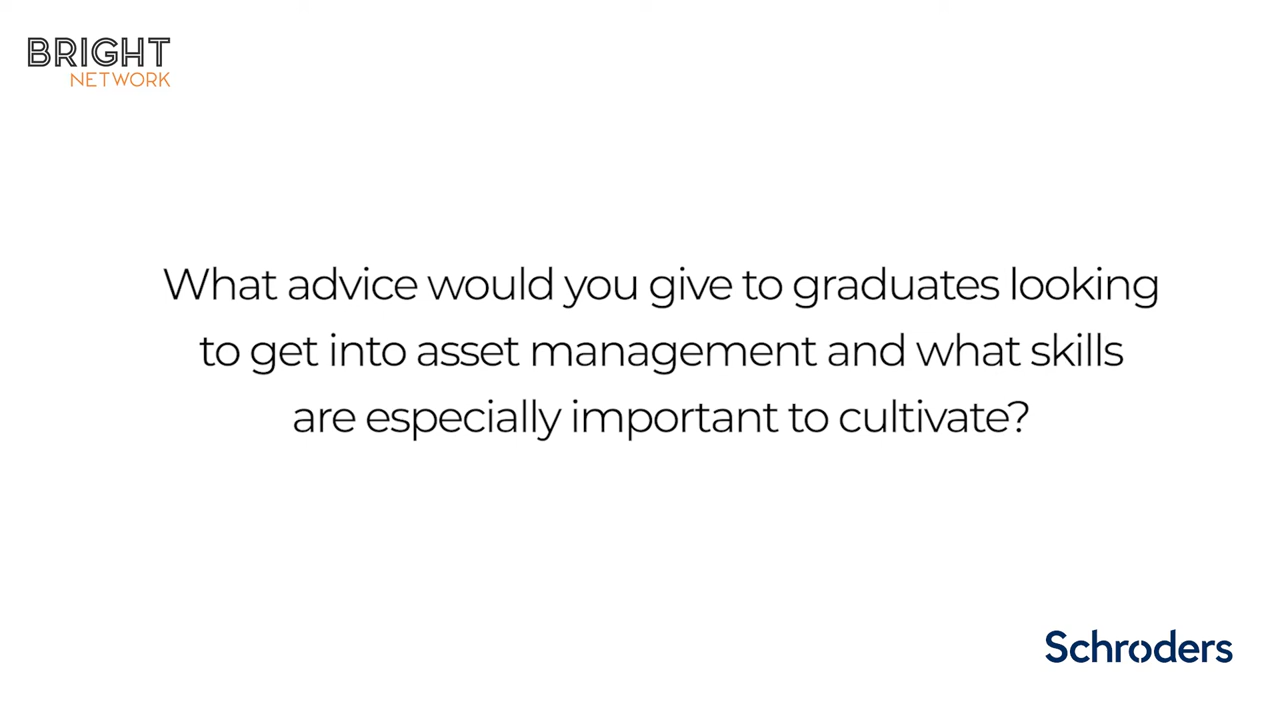 BRIGHT
NETWORK
What advice would you give to graduates looking
to get into asset management and what skills
are especially important to cultivate?
Schroders